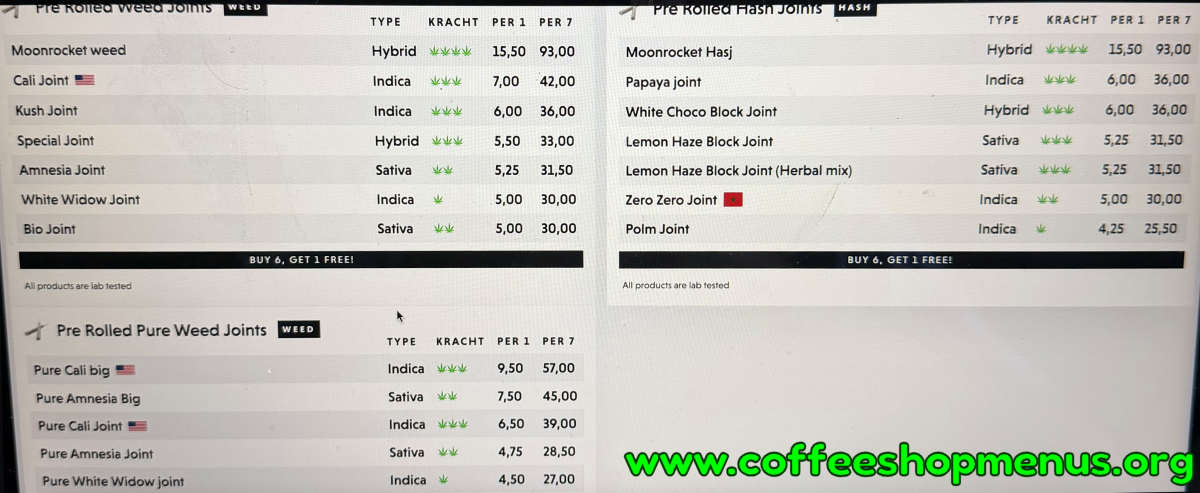 Pre Rolled Weed Joints WEED
TYPE KRACHT PER 1 PER 7
Moonrocket weed Hybrid 15,50 93,00
Cali Joint Indica 7,00 42,00
Kush Joint Indica 6,00 36,00
Special Joint Hybrid 5,50 33,00
Amnesia Joint Sativa 5,25 31,50
White Widow Joint Indica 5,00 30,00
Bio Joint Sativa 5,00 30,00
BUY 6, GET 1 FREE!
All products are lab tested
Pre Rolled Pure Weed Joints WEED
TYPE KRACHT PER 1 PER 7
Pure Cali big Indica 9,50 57,00
Pure Amnesia Big Sativa 7,50 45,00
Pure Cali Joint Indica 6,50 39,00
Pure Amnesia Joint Sativa 4,75 28,50
Pure White Widow joint Indica 4,50 27,00
Pre Rolled Hash Joints HASH
TYPE KRACHT PER 1 PER 7
Moonrocket Hasj Hybrid 15,50 93,00
Papaya joint Indica 6,00 36,00
White Choco Block Joint Hybrid 6,00 36,00
Lemon Haze Block Joint Sativa 5,25 31,50
Lemon Haze Block Joint (Herbal mix) Sativa 5,25 31,50
Zero Zero Joint Indica 5,00 30,00
Polm Joint Indica 4,25 25,50
BUY 6, GET 1 FREE!
All products are lab tested
www.coffeeshopmenus.org